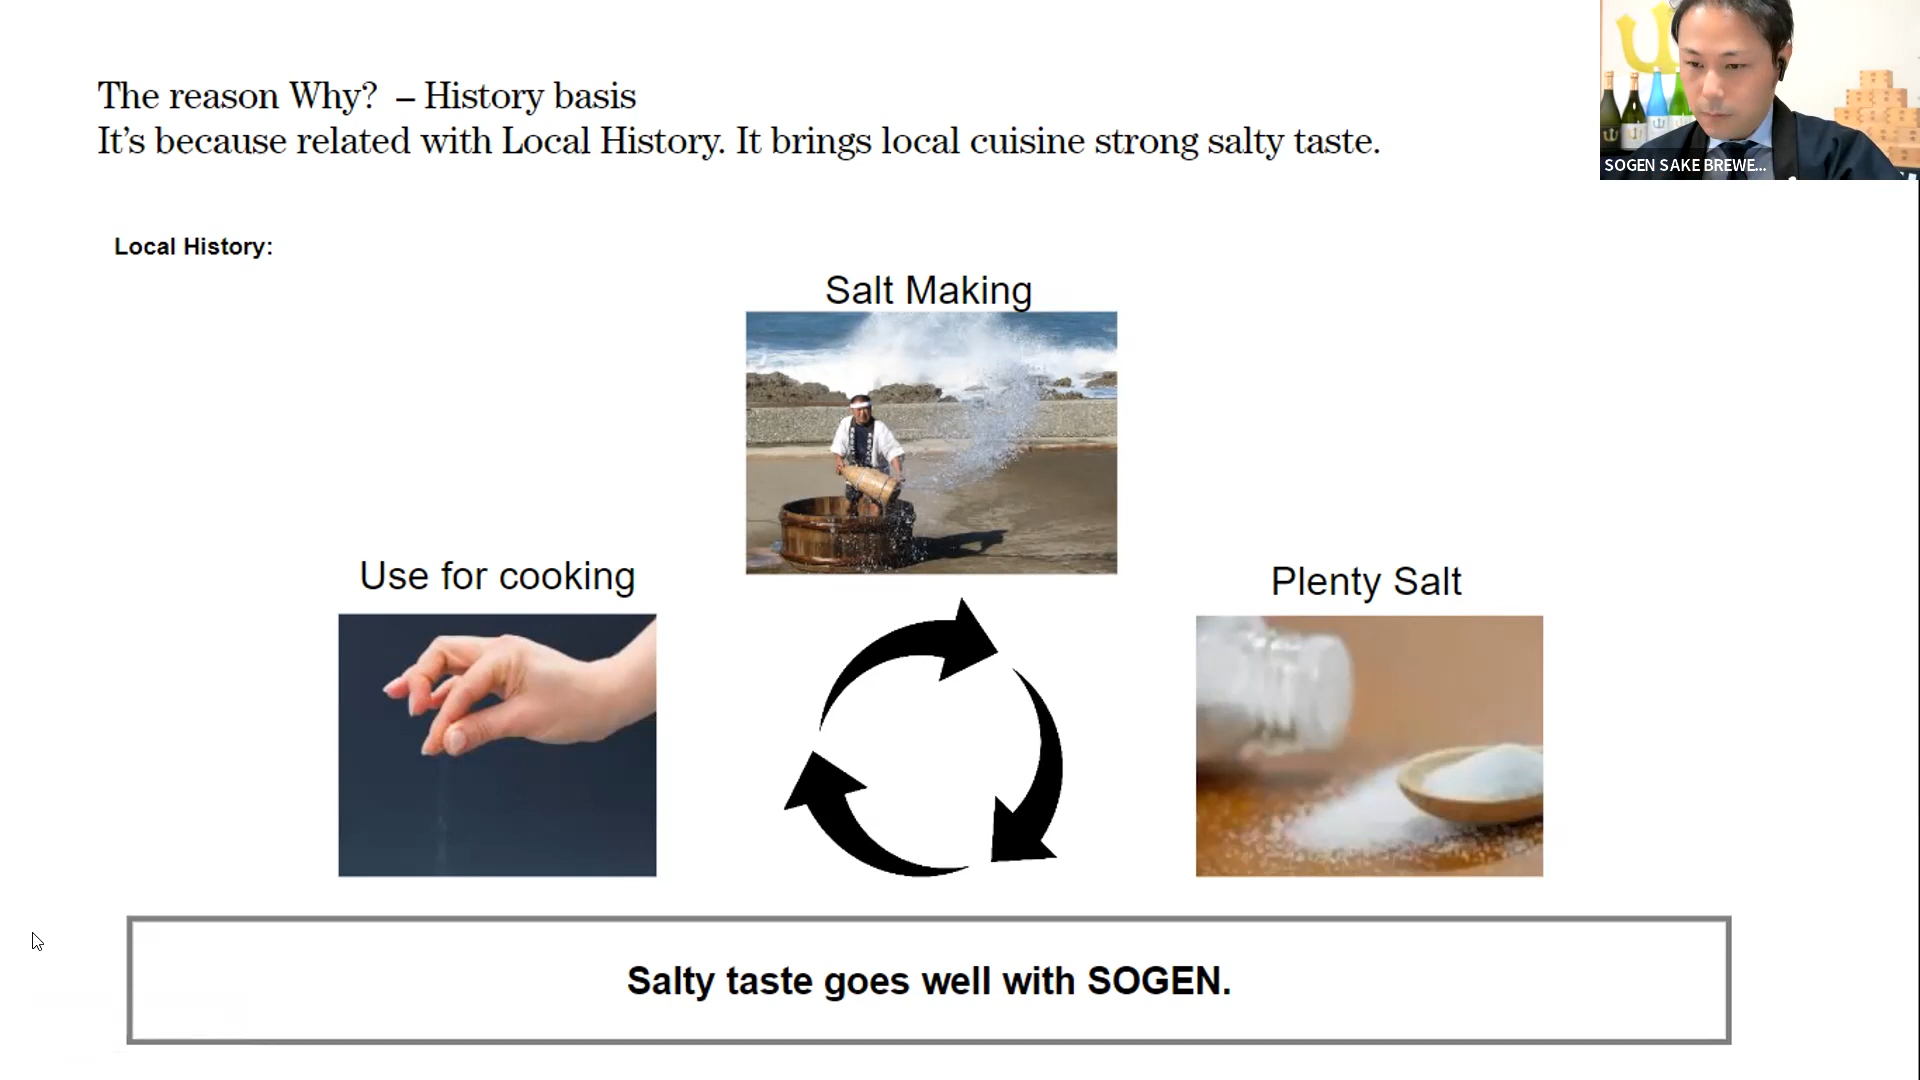 The reason Why? – History basis
It's because related with Local History. It brings local cuisine strong salty taste.
SOGEN SAKE BREWE...
Local History:
Salt Making
Use for cooking
Plenty Salt
Salty taste goes well with SOGEN.